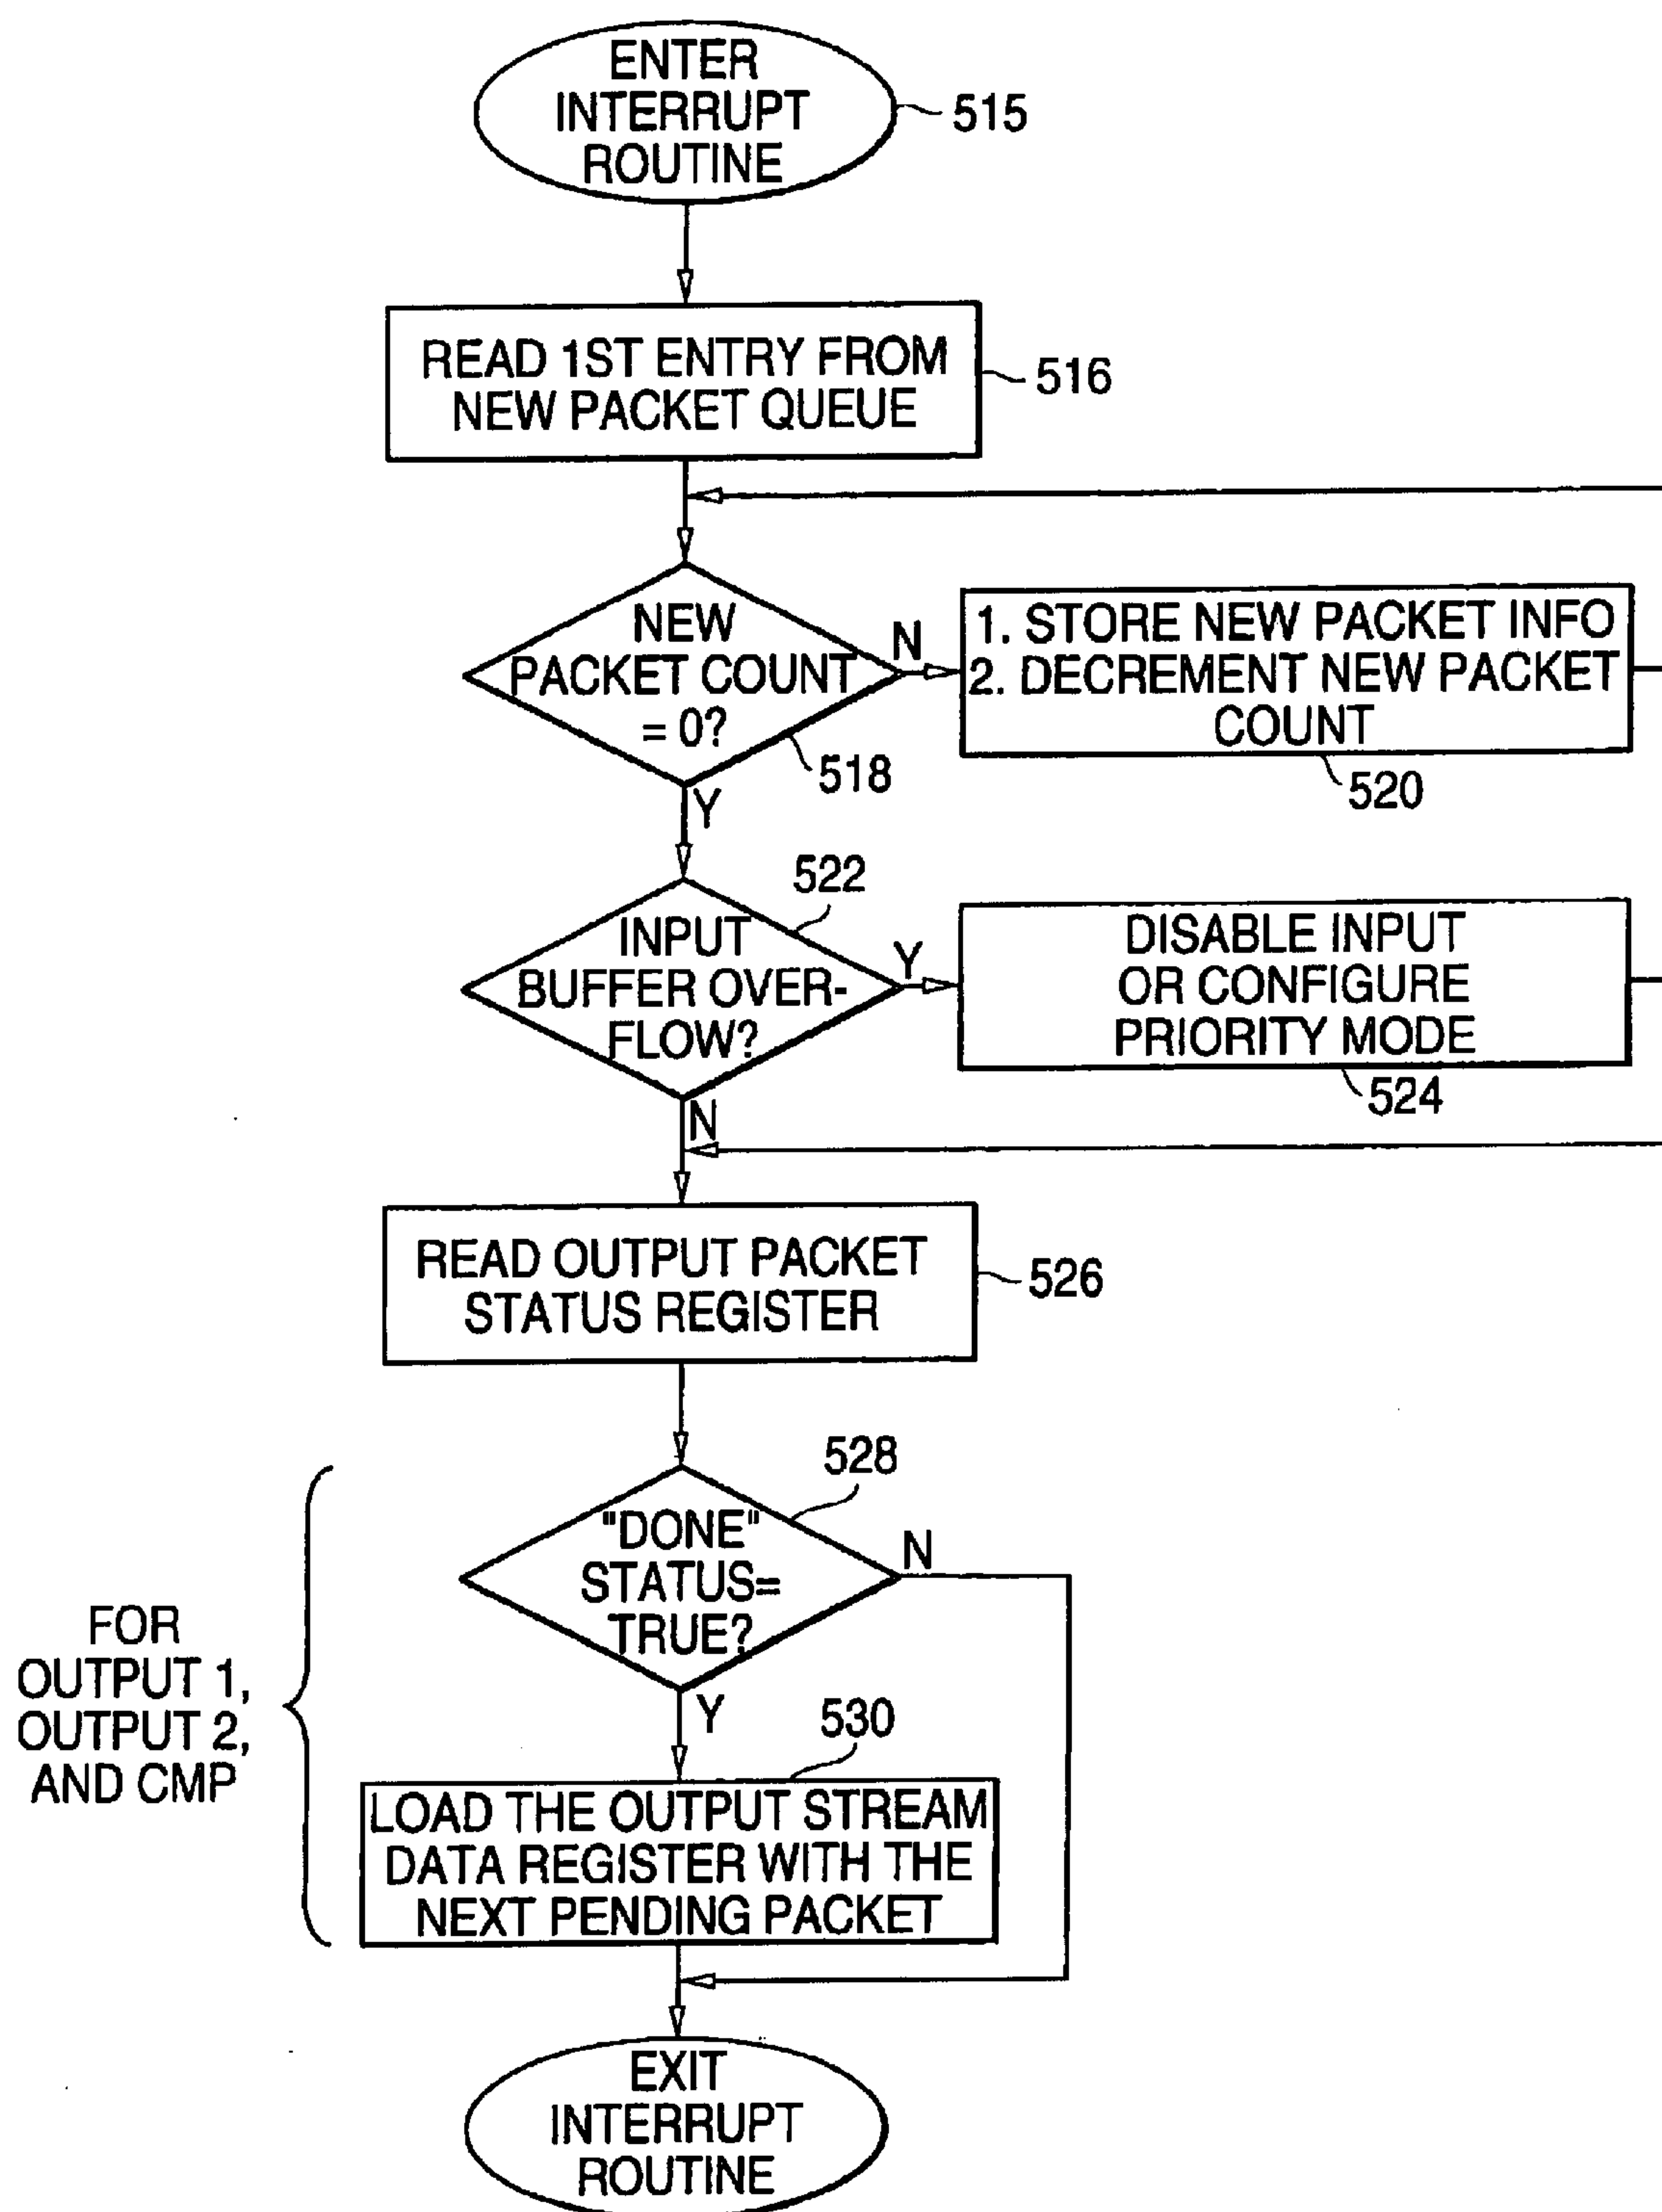 ENTER
INTERRUPT
ROUTINE
515
READ 1ST ENTRY FROM
NEW PACKET QUEUE
516
NEW
PACKET COUNT
= 0?
N
Y
518
1. STORE NEW PACKET INFO
2. DECREMENT NEW PACKET
COUNT
520
522
INPUT
BUFFER OVER-
FLOW?
Y
N
DISABLE INPUT
OR CONFIGURE
PRIORITY MODE
524
READ OUTPUT PACKET
STATUS REGISTER
526
528
"DONE"
STATUS=
TRUE?
N
Y
FOR
OUTPUT 1,
OUTPUT 2,
AND CMP
530
LOAD THE OUTPUT STREAM
DATA REGISTER WITH THE
NEXT PENDING PACKET
EXIT
INTERRUPT
ROUTINE